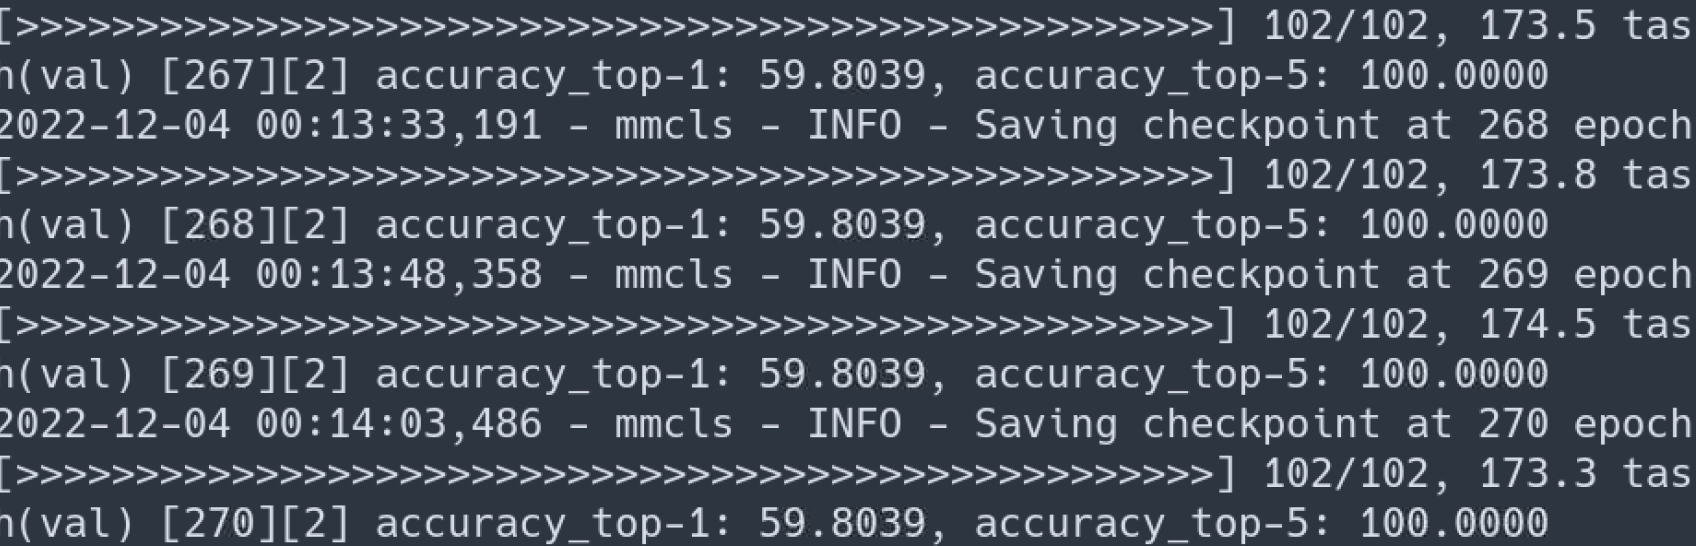 [>>>>>>>>>>>>>>>>>>>>>>>>>>>>>>>>>>>>>>>>>>>>>>>>>>] 102/102, 173.5 tas
h(val) [267][2] accuracy_top-1: 59.8039, accuracy_top-5: 100.0000
2022-12-04 00:13:33,191 - mmcls - INFO - Saving checkpoint at 268 epoch
[>>>>>>>>>>>>>>>>>>>>>>>>>>>>>>>>>>>>>>>>>>>>>>>>>>] 102/102, 173.8 tas
h(val) [268][2] accuracy_top-1: 59.8039, accuracy_top-5: 100.0000
2022-12-04 00:13:48,358 - mmcls - INFO - Saving checkpoint at 269 epoch
[>>>>>>>>>>>>>>>>>>>>>>>>>>>>>>>>>>>>>>>>>>>>>>>>>>] 102/102, 174.5 tas
h(val) [269][2] accuracy_top-1: 59.8039, accuracy_top-5: 100.0000
2022-12-04 00:14:03,486 - mmcls - INFO - Saving checkpoint at 270 epoch
[>>>>>>>>>>>>>>>>>>>>>>>>>>>>>>>>>>>>>>>>>>>>>>>>>>] 102/102, 173.3 tas
h(val) [270][2] accuracy_top-1: 59.8039, accuracy_top-5: 100.0000